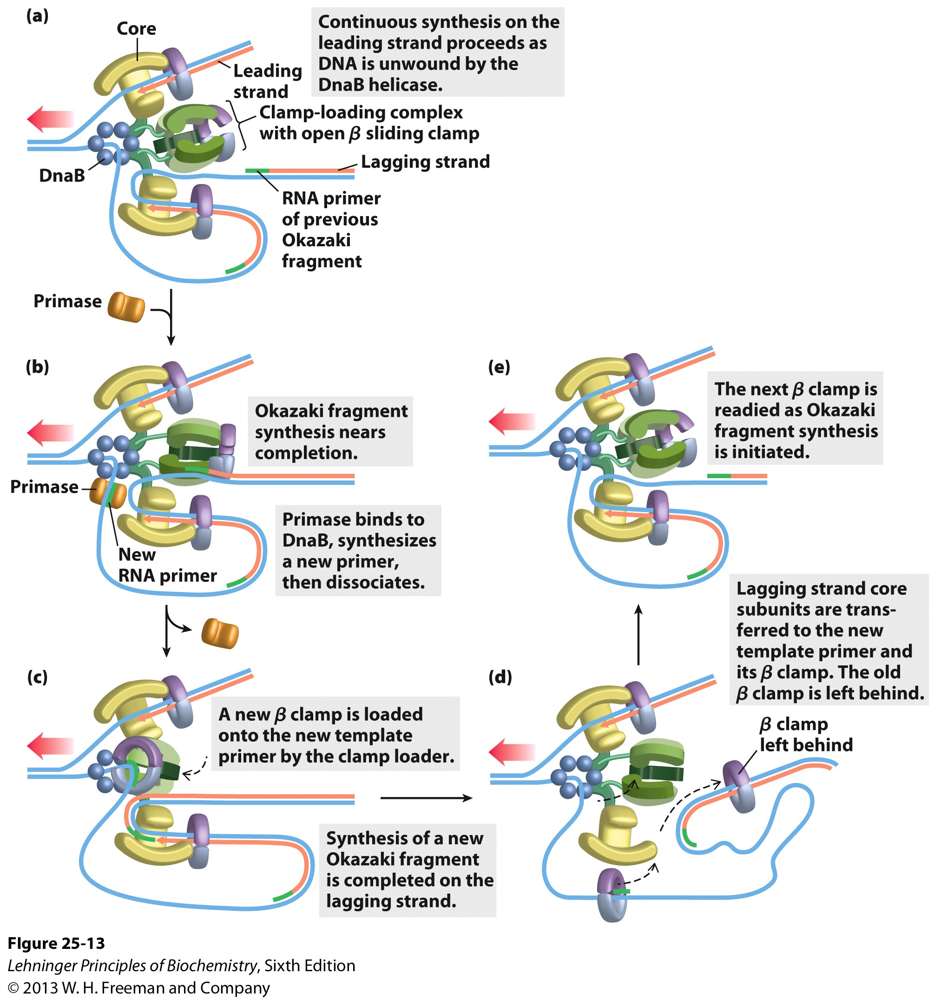 (a)
Core
Continuous synthesis on the
leading strand proceeds as
DNA is unwound by the
DnaB helicase.
Leading
strand
Clamp-loading complex
with open β sliding clamp
Lagging strand
DnaB
RNA primer
of previous
Okazaki
fragment
Primase
(b)
Okazaki fragment
synthesis nears
completion.
Primase
Primase binds to
DnaB, synthesizes
a new primer,
then dissociates.
New
RNA primer
(c)
A new β clamp is loaded
onto the new template
primer by the clamp loader.
Synthesis of a new
Okazaki fragment
is completed on the
lagging strand.
(d)
Lagging strand core
subunits are trans-
ferred to the new
template primer and
its β clamp. The old
β clamp is left behind.
β clamp
left behind
(e)
The next β clamp is
readied as Okazaki
fragment synthesis
is initiated.
FIgure 25-13
Lehninger Principles of Biochemistry, Sixth Edition
© 2013 W. H. Freeman and Company